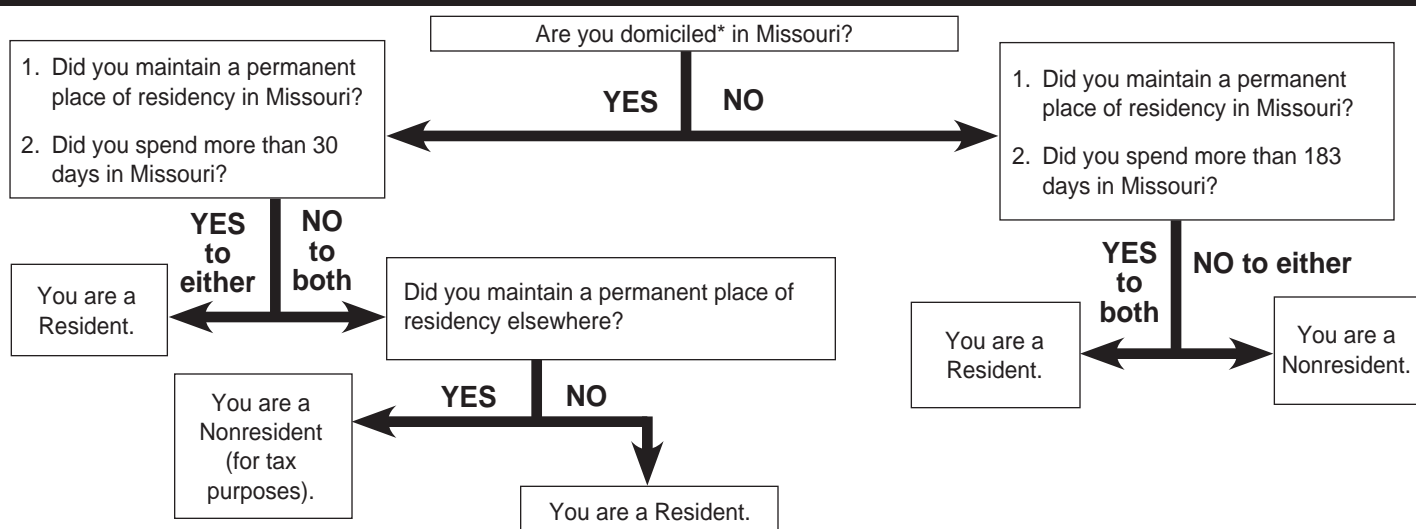 Are you domiciled* in Missouri?
YES
NO
1. Did you maintain a permanent
place of residency in Missouri?
2. Did you spend more than 30
days in Missouri?
YES
to
either
NO
to
both
You are a
Resident.
Did you maintain a permanent place of
residency elsewhere?
YES
NO
You are a
Nonresident
(for tax
purposes).
You are a Resident.
1. Did you maintain a permanent
place of residency in Missouri?
2. Did you spend more than 183
days in Missouri?
YES
to
both
NO to either
You are a
Resident.
You are a
Nonresident.